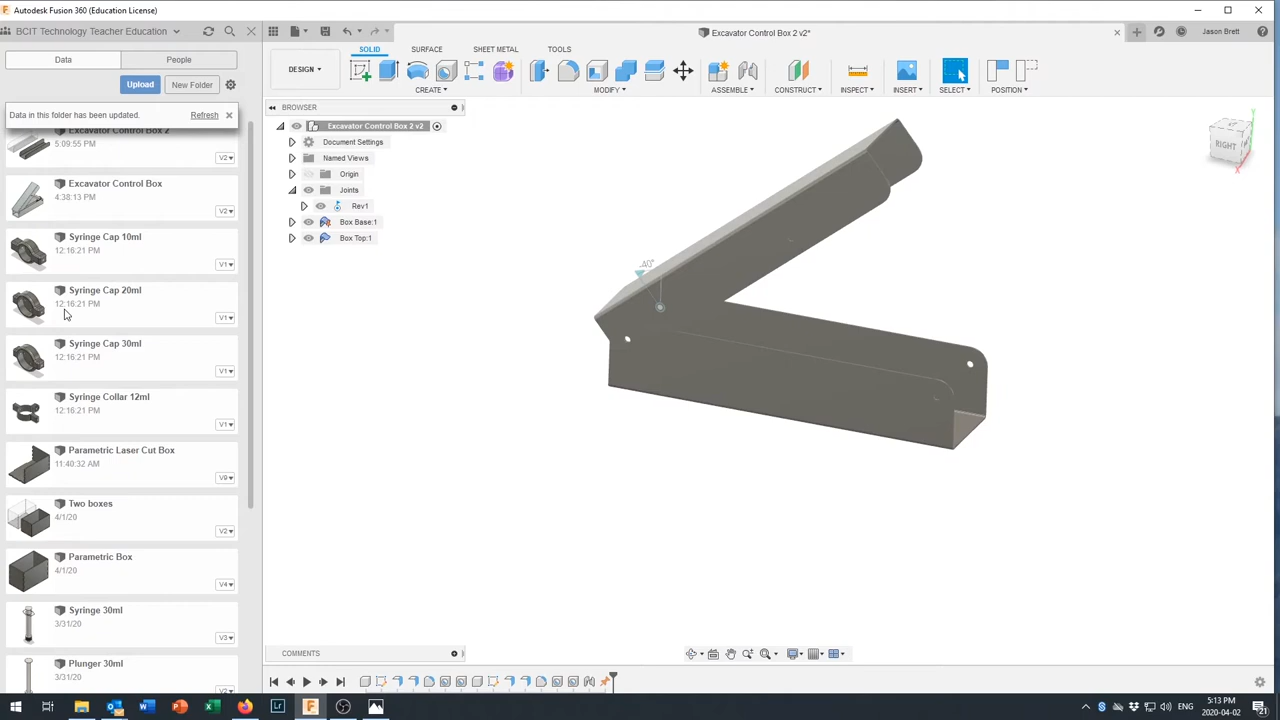 Autodesk Fusion 360 (Education License)
BCIT Technology Teacher Education
Excavator Control Box 2 v2*
Jason Brett
Data
People
SOLID
SURFACE
SHEET METAL
TOOLS
DESIGN
Upload
New Folder
CREATE
MODIFY
ASSEMBLE
CONSTRUCT
INSPECT
INSERT
SELECT
POSITION
Data in this folder has been updated.
Refresh
BROWSER
Excavator Control Box 2 v2
Document Settings
Named Views
Origin
Joints
Rev1
Box Base:1
Box Top:1
RIGHT
Excavator Control Box 2
5:09:55 PM
V2
Excavator Control Box
4:38:13 PM
V2
Syringe Cap 10ml
12:16:21 PM
V1
Syringe Cap 20ml
12:16:21 PM
V1
Syringe Cap 30ml
12:16:21 PM
V1
Syringe Collar 12ml
12:16:21 PM
V1
Parametric Laser Cut Box
11:40:32 AM
V9
Two boxes
4/1/20
V2
Parametric Box
4/1/20
V4
Syringe 30ml
3/31/20
V3
Plunger 30ml
3/31/20
V2
COMMENTS
ENG
5:13 PM
2020-04-02